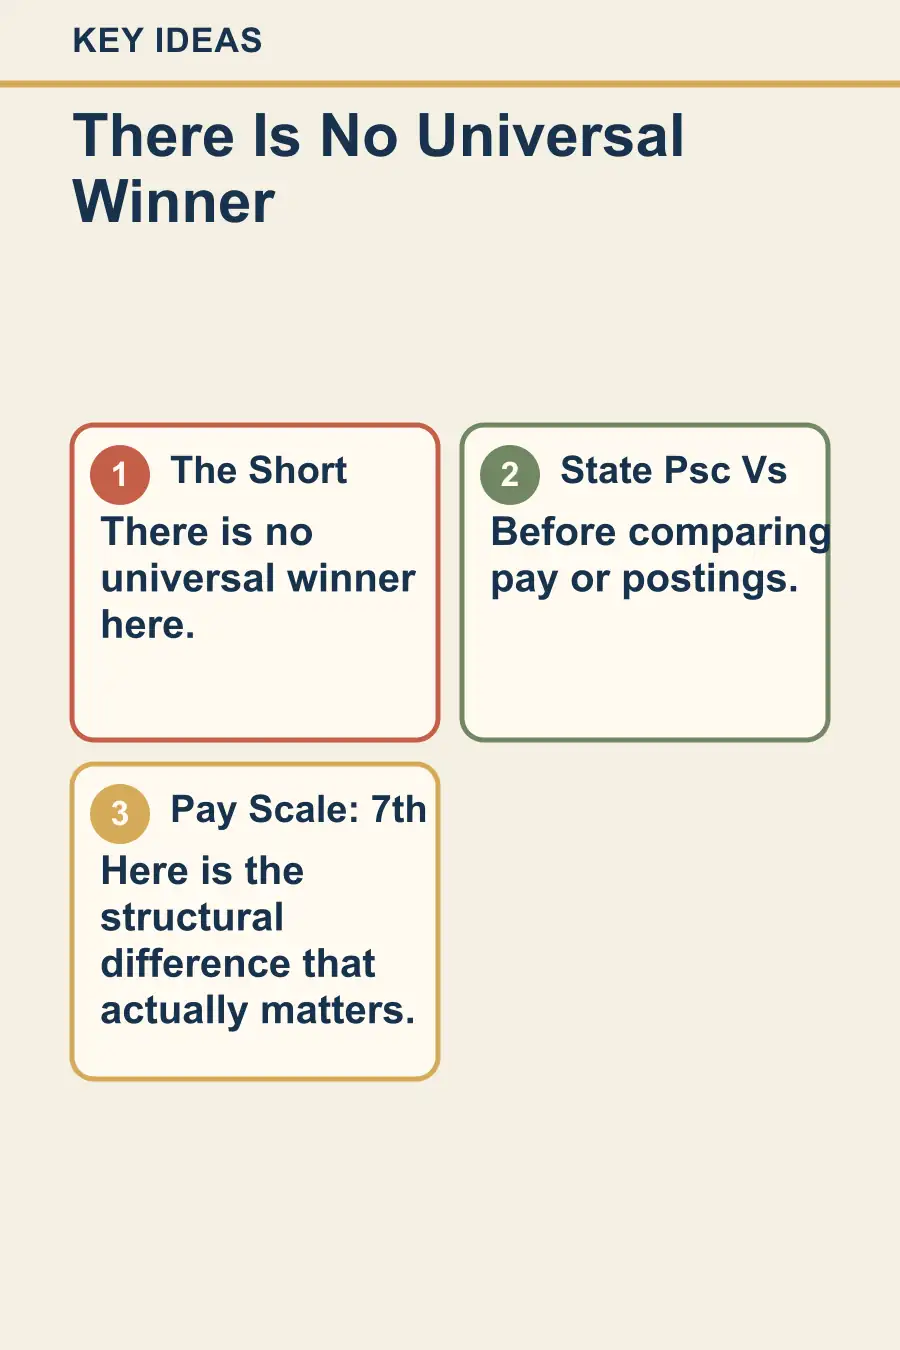 KEY IDEAS
There Is No Universal
Winner
1 The Short
There is no
universal winner
here.
2 State Psc Vs
Before comparing
pay or postings.
3 Pay Scale: 7th
Here is the
structural
difference that
actually matters.